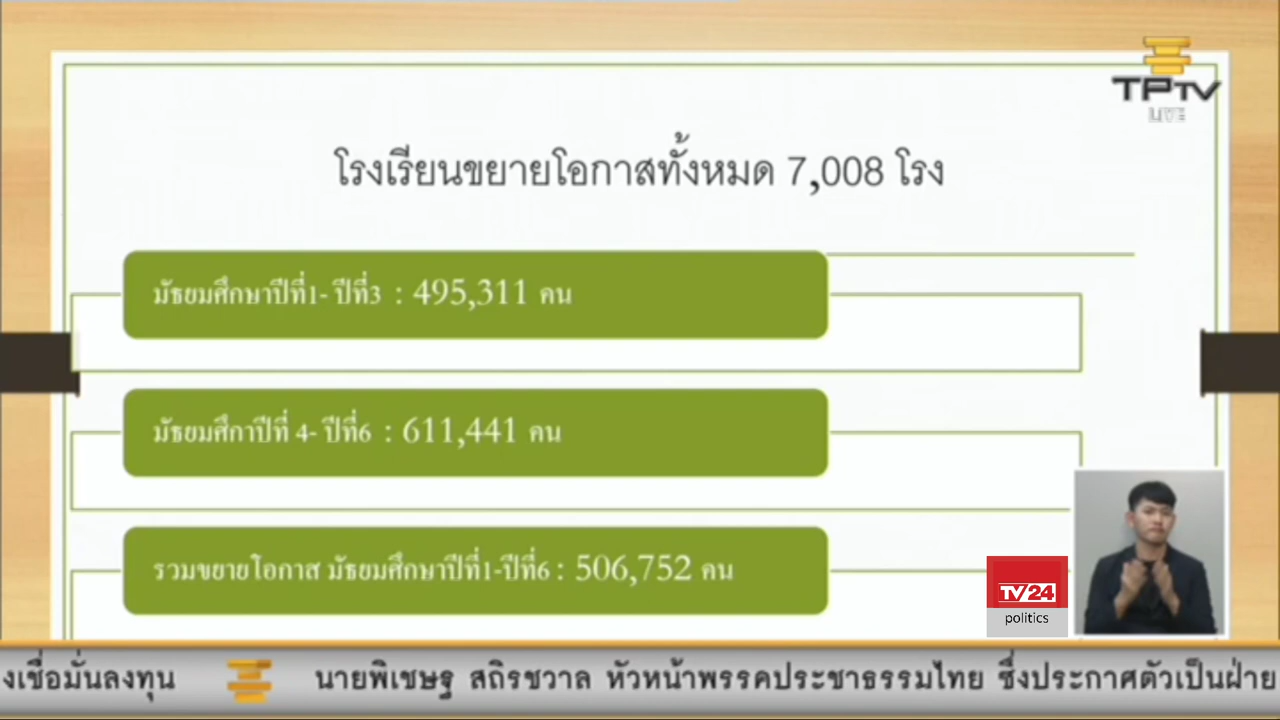 TPTV
LIVE
โรงเรียนขยายโอกาสทั้งหมด 7,008 โรง
มัธยมศึกษาปีที่1- ปีที่3 : 495,311 คน
มัธยมศึกาปีที่ 4- ปีที่6 : 611,441 คน
รวมขยายโอกาส มัธยมศึกษาปีที่1-ปีที่6 : 506,752 คน
TV24
politics
งเชื่อมั่นลงทุน นายพิเชษฐ สถิรชวาล หัวหน้าพรรคประชาธรรมไทย ซึ่งประกาศตัวเป็นฝ่าย